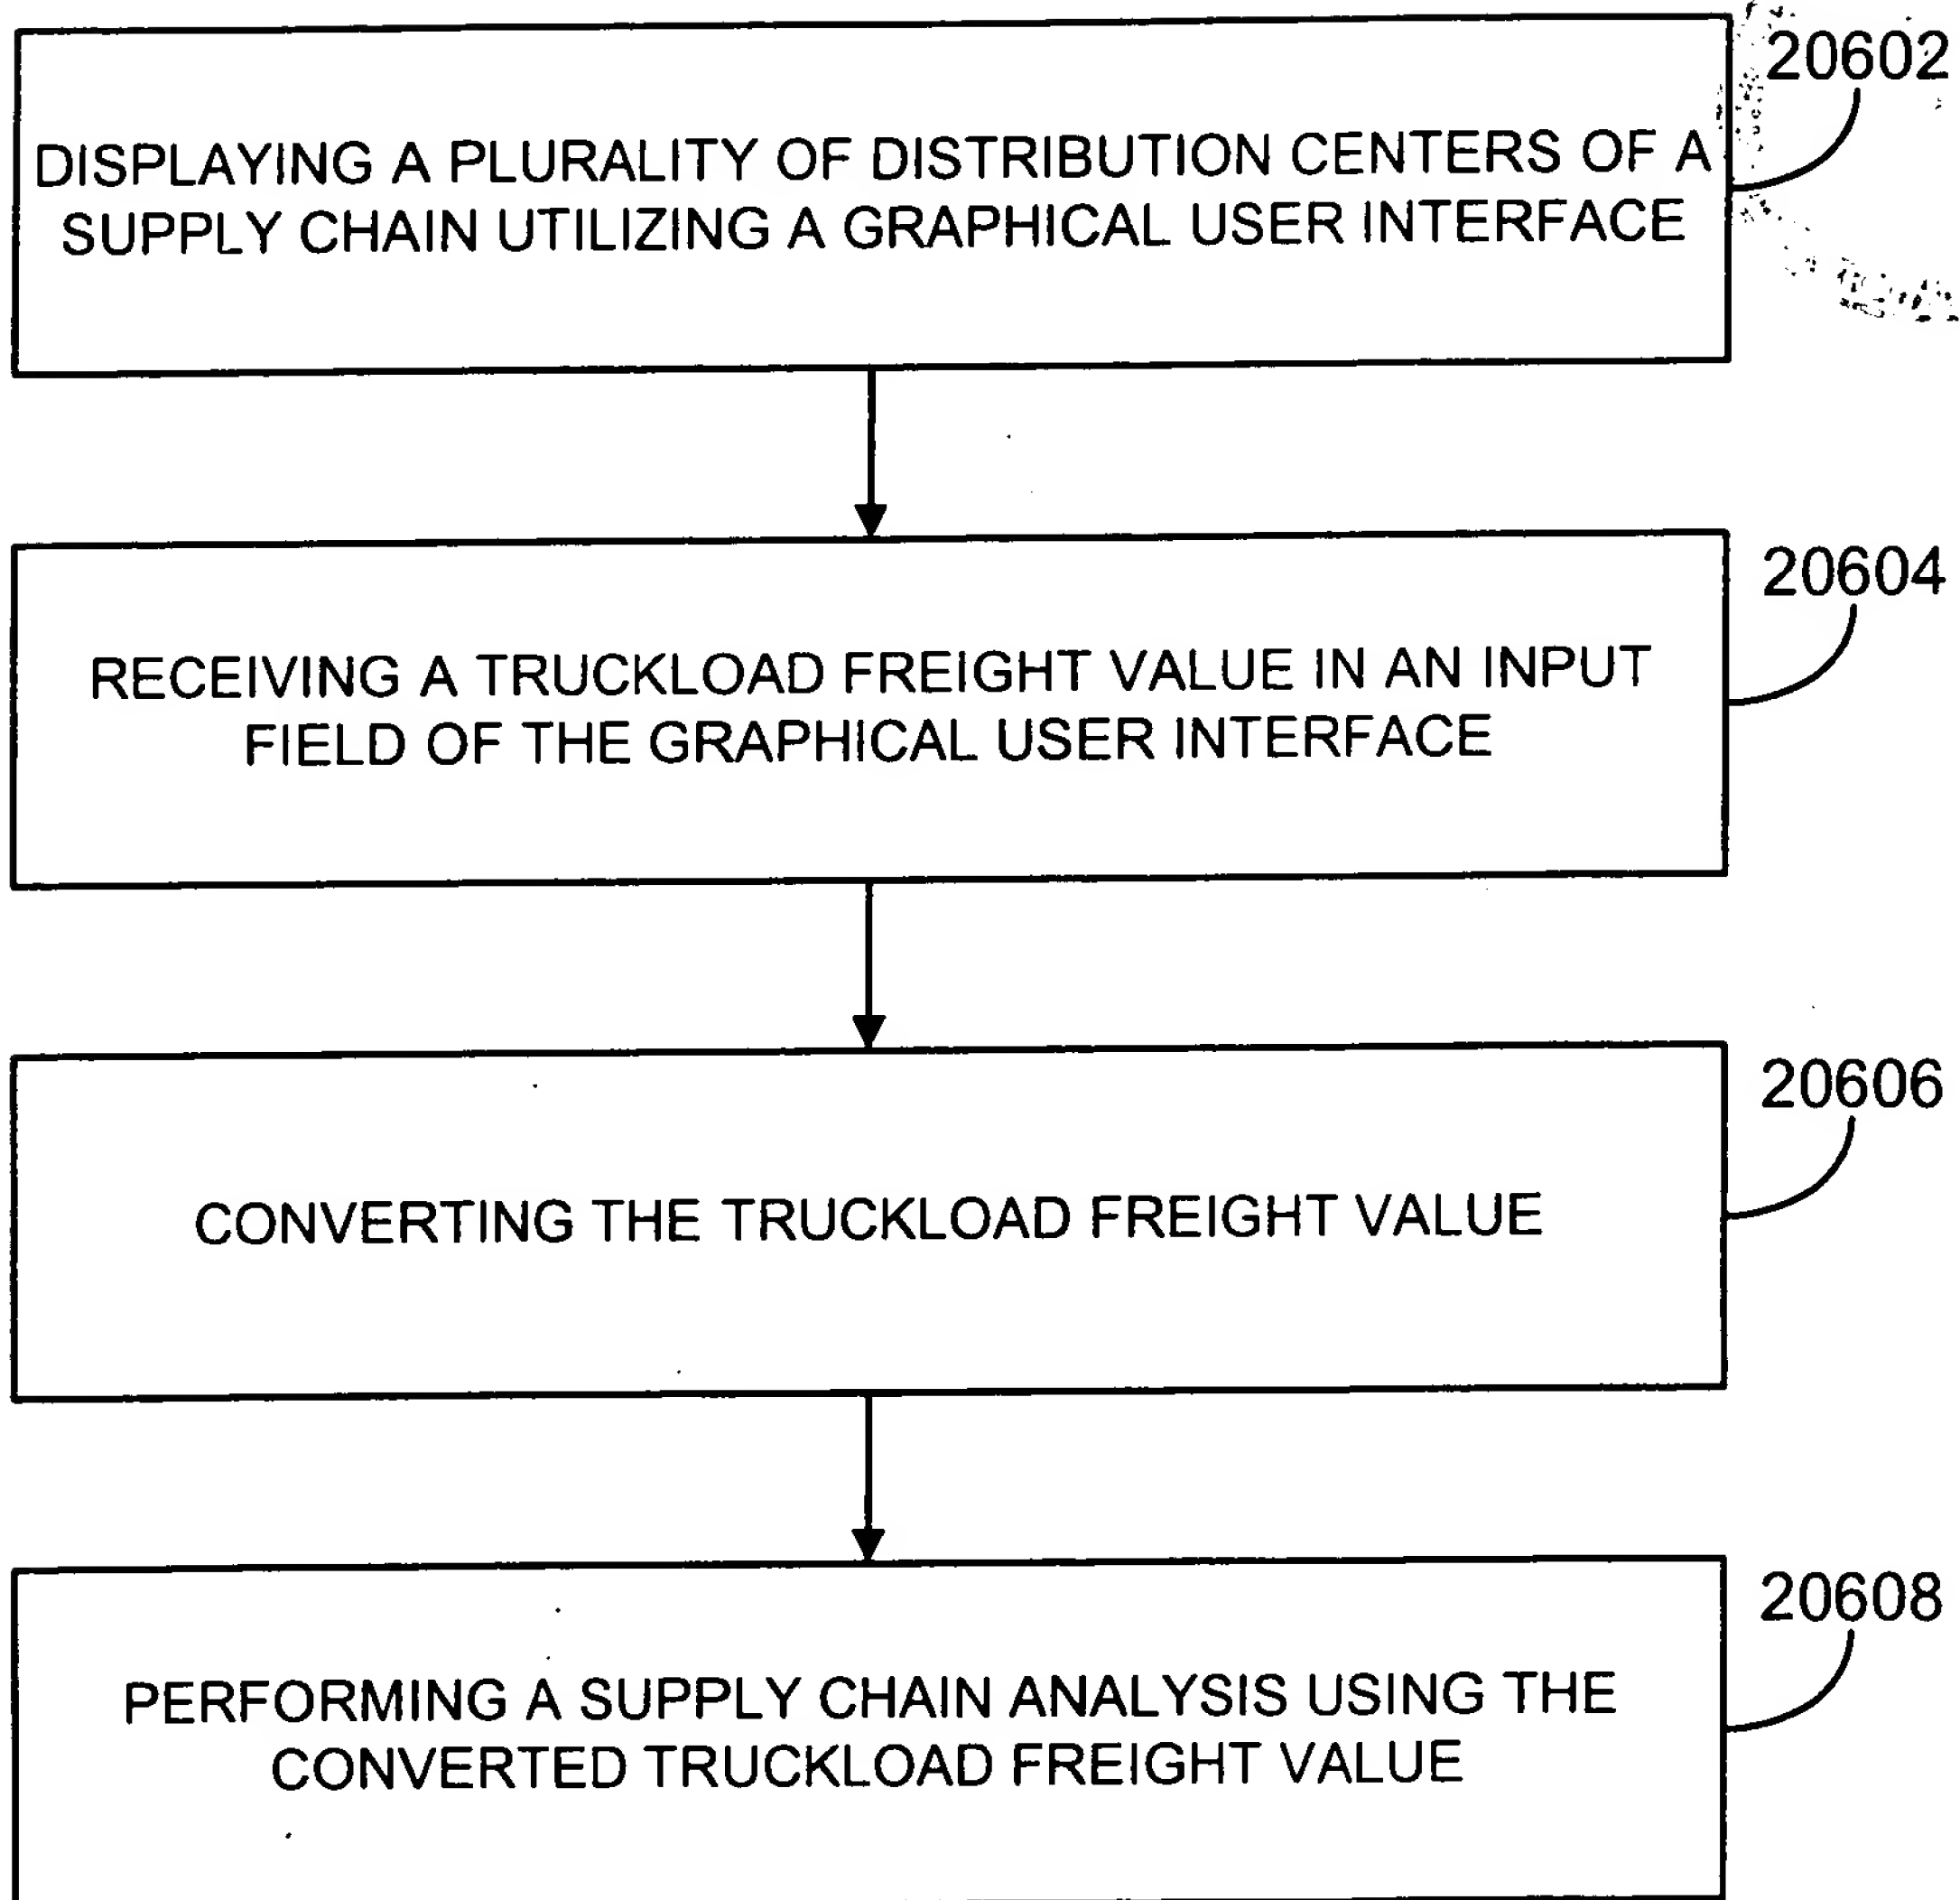 20602
DISPLAYING A PLURALITY OF DISTRIBUTION CENTERS OF A
SUPPLY CHAIN UTILIZING A GRAPHICAL USER INTERFACE
20604
RECEIVING A TRUCKLOAD FREIGHT VALUE IN AN INPUT
FIELD OF THE GRAPHICAL USER INTERFACE
20606
CONVERTING THE TRUCKLOAD FREIGHT VALUE
20608
PERFORMING A SUPPLY CHAIN ANALYSIS USING THE
CONVERTED TRUCKLOAD FREIGHT VALUE